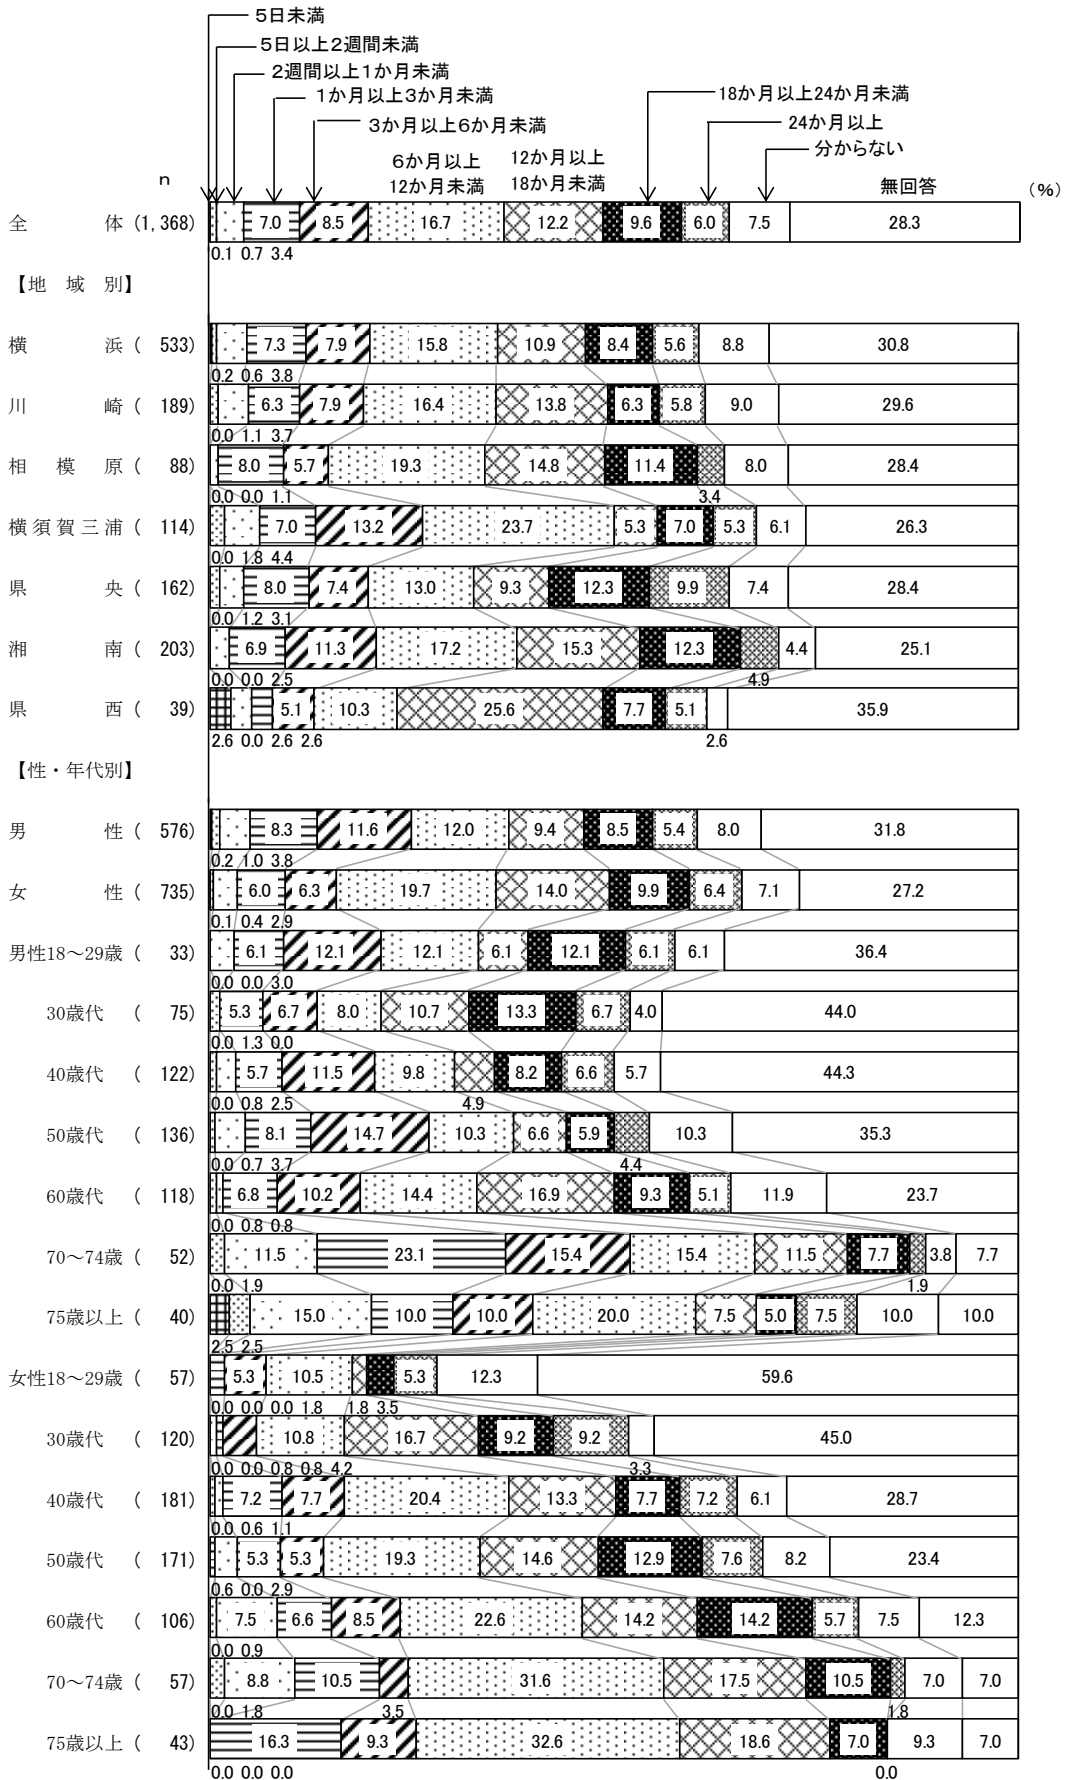 ５日未満
５日以上２週間未満
２週間以上１か月未満
１か月以上３か月未満
３か月以上６か月未満
６か月以上
12か月未満
12か月以上
18か月未満
18か月以上24か月未満
24か月以上
分からない
無回答
n
(%)
全体 (1,368) 7.0 8.5 16.7 12.2 9.6 6.0 7.5 28.3
0.1 0.7 3.4
【地域別】
横浜 ( 533) 7.3 7.9 15.8 10.9 8.4 5.6 8.8 30.8
0.2 0.6 3.8
川崎 ( 189) 6.3 7.9 16.4 13.8 6.3 5.8 9.0 29.6
0.0 1.1 3.7
相模原 ( 88) 8.0 5.7 19.3 14.8 11.4 8.0 28.4
0.0 0.0 1.1 3.4
横須賀三浦 ( 114) 7.0 13.2 23.7 5.3 7.0 5.3 6.1 26.3
0.0 1.8 4.4
県央 ( 162) 8.0 7.4 13.0 9.3 12.3 9.9 7.4 28.4
0.0 1.2 3.1
湘南 ( 203) 6.9 11.3 17.2 15.3 12.3 4.4 25.1
0.0 0.0 2.5 4.9
県西 ( 39) 5.1 10.3 25.6 7.7 5.1 35.9
2.6 0.0 2.6 2.6 2.6
【性・年代別】
男性 ( 576) 8.3 11.6 12.0 9.4 8.5 5.4 8.0 31.8
0.2 1.0 3.8
女性 ( 735) 6.0 6.3 19.7 14.0 9.9 6.4 7.1 27.2
0.1 0.4 2.9
男性18～29歳 ( 33) 6.1 12.1 12.1 6.1 12.1 6.1 6.1 36.4
0.0 0.0 3.0
30歳代 ( 75) 5.3 6.7 8.0 10.7 13.3 6.7 4.0 44.0
0.0 1.3 0.0
40歳代 ( 122) 5.7 11.5 9.8 8.2 6.6 5.7 44.3
0.0 0.8 2.5 4.9
50歳代 ( 136) 8.1 14.7 10.3 6.6 5.9 10.3 35.3
0.0 0.7 3.7 4.4
60歳代 ( 118) 6.8 10.2 14.4 16.9 9.3 5.1 11.9 23.7
0.0 0.8 0.8
70～74歳 ( 52) 11.5 23.1 15.4 15.4 11.5 7.7 3.8 7.7
0.0 1.9 1.9
75歳以上 ( 40) 15.0 10.0 10.0 20.0 7.5 5.0 7.5 10.0 10.0
2.5 2.5
女性18～29歳 ( 57) 5.3 10.5 5.3 12.3 59.6
0.0 0.0 0.0 1.8 1.8 3.5
30歳代 ( 120) 10.8 16.7 9.2 9.2 45.0
0.0 0.0 0.8 0.8 4.2 3.3
40歳代 ( 181) 7.2 7.7 20.4 13.3 7.7 7.2 6.1 28.7
0.0 0.6 1.1
50歳代 ( 171) 5.3 5.3 19.3 14.6 12.9 7.6 8.2 23.4
0.6 0.0 2.9
60歳代 ( 106) 7.5 6.6 8.5 22.6 14.2 14.2 5.7 7.5 12.3
0.0 0.9
70～74歳 ( 57) 8.8 10.5 31.6 17.5 10.5 7.0 7.0
0.0 1.8 3.5 1.8
75歳以上 ( 43) 16.3 9.3 32.6 18.6 7.0 9.3 7.0
0.0 0.0 0.0 0.0